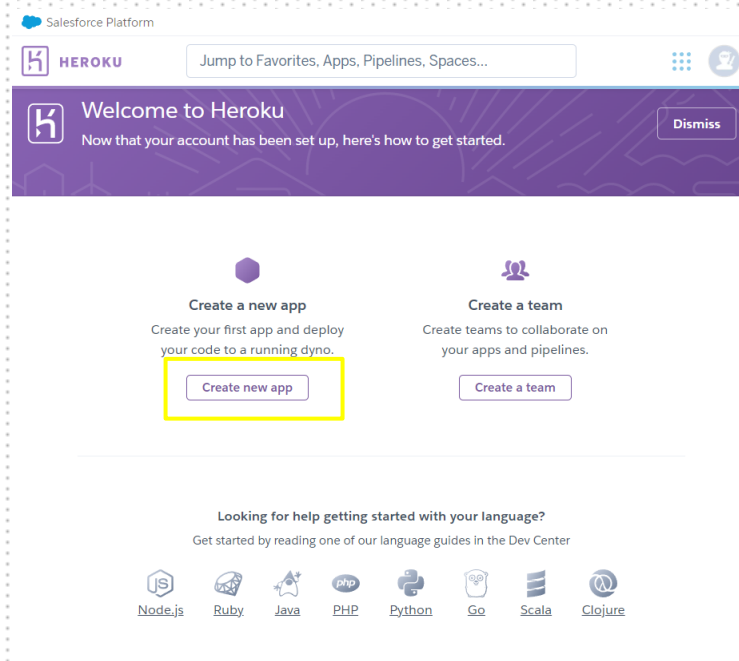 Salesforce Platform
HEROKU
Jump to Favorites, Apps, Pipelines, Spaces...
Welcome to Heroku
Now that your account has been set up, here's how to get started.
Dismiss
Create a new app
Create your first app and deploy
your code to a running dyno.
Create new app
Create a team
Create teams to collaborate on
your apps and pipelines.
Create a team
Looking for help getting started with your language?
Get started by reading one of our language guides in the Dev Center
JS
php
Node.js Ruby Java PHP Python Go Scala Clojure